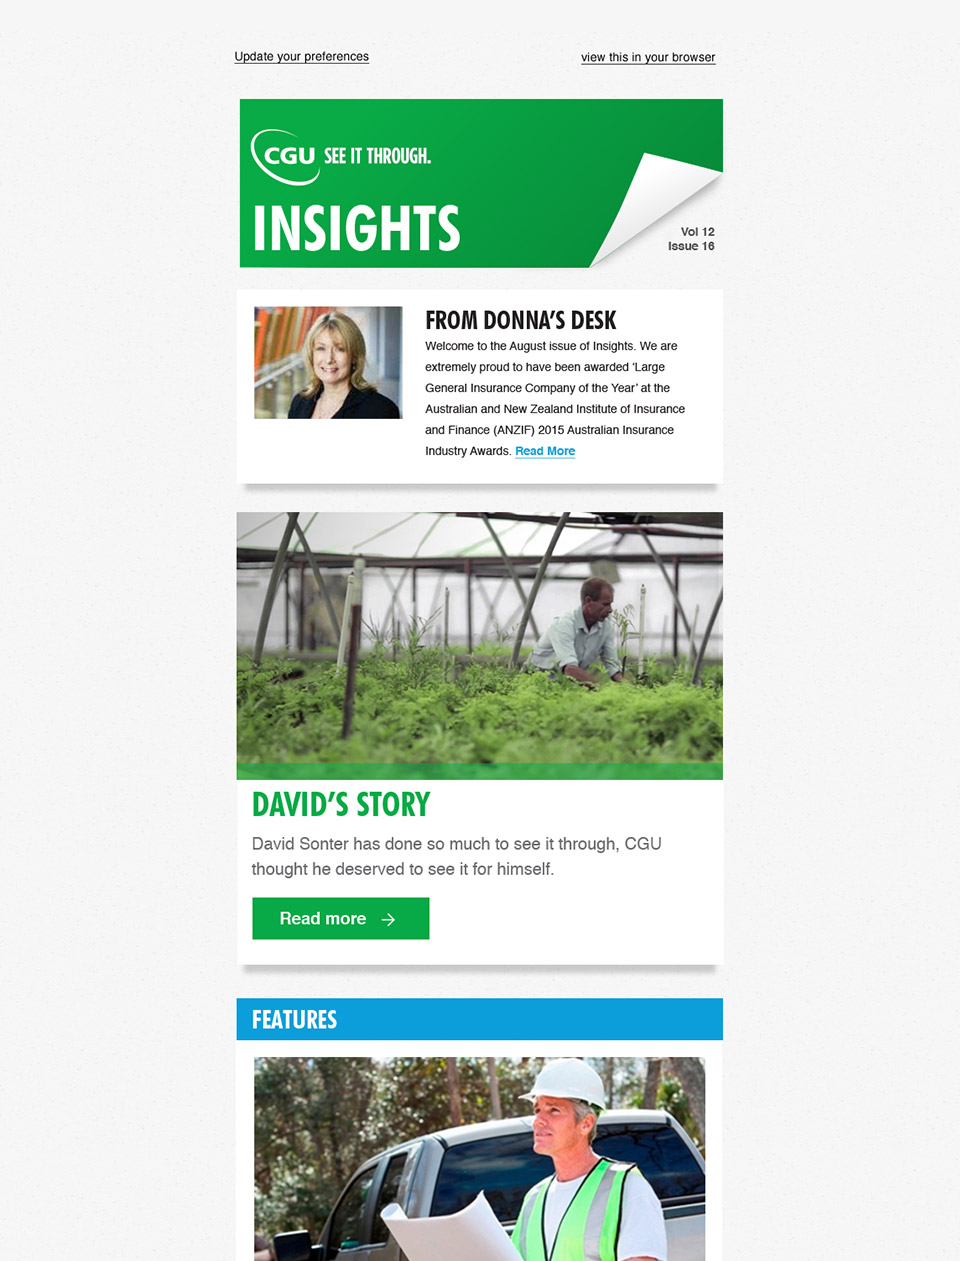 Update your preferences
view this in your browser
CGU SEE IT THROUGH.
INSIGHTS
Vol 12
Issue 16
FROM DONNA’S DESK
Welcome to the August issue of Insights. We are
extremely proud to have been awarded ‘Large
General Insurance Company of the Year’ at the
Australian and New Zealand Institute of Insurance
and Finance (ANZIF) 2015 Australian Insurance
Industry Awards. Read More
DAVID’S STORY
David Sonter has done so much to see it through, CGU
thought he deserved to see it for himself.
Read more
FEATURES